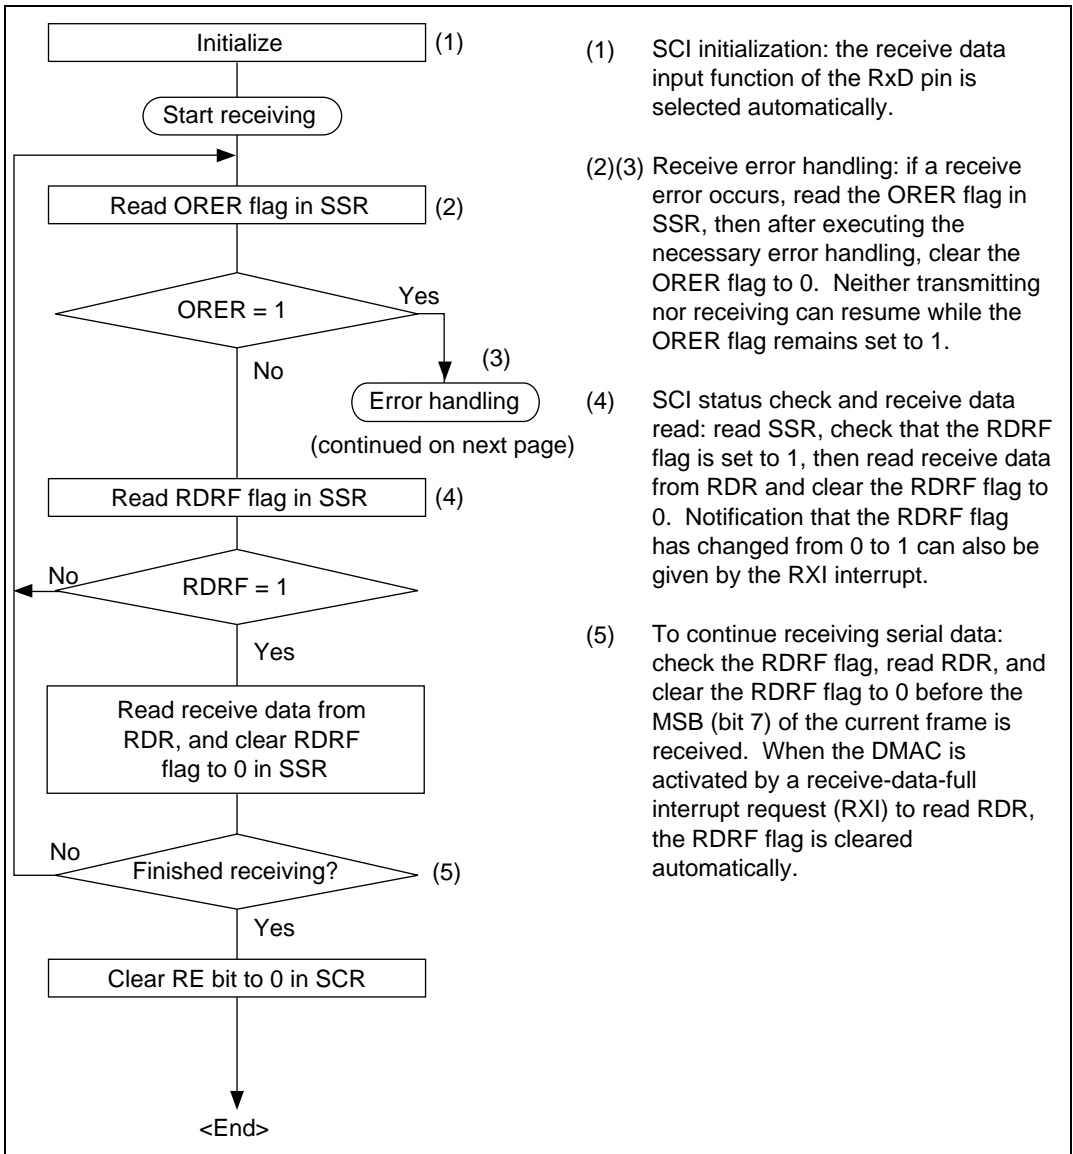 Initialize
(1)
Start receiving
Read ORER flag in SSR
(2)
ORER = 1
Yes
No
(3)
Error handling
(continued on next page)
Read RDRF flag in SSR
(4)
RDRF = 1
No
Yes
Read receive data from
RDR, and clear RDRF
flag to 0 in SSR
Finished receiving?
No
(5)
Yes
Clear RE bit to 0 in SCR
<End>
(1) SCI initialization: the receive data
input function of the RxD pin is
selected automatically.
(2)(3) Receive error handling: if a receive
error occurs, read the ORER flag in
SSR, then after executing the
necessary error handling, clear the
ORER flag to 0. Neither transmitting
nor receiving can resume while the
ORER flag remains set to 1.
(4) SCI status check and receive data
read: read SSR, check that the RDRF
flag is set to 1, then read receive data
from RDR and clear the RDRF flag to
0. Notification that the RDRF flag
has changed from 0 to 1 can also be
given by the RXI interrupt.
(5) To continue receiving serial data:
check the RDRF flag, read RDR, and
clear the RDRF flag to 0 before the
MSB (bit 7) of the current frame is
received. When the DMAC is
activated by a receive-data-full
interrupt request (RXI) to read RDR,
the RDRF flag is cleared
automatically.